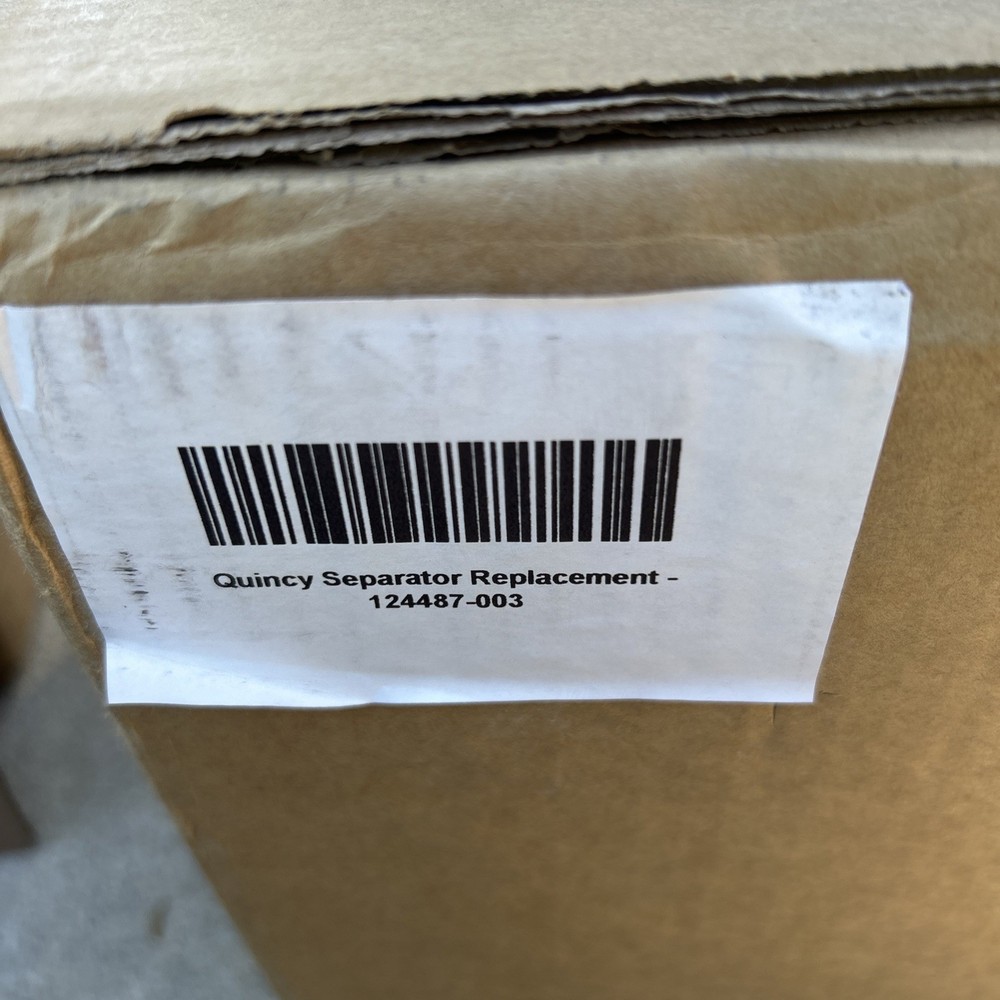 Quincy Separator Replacement -
124487-003